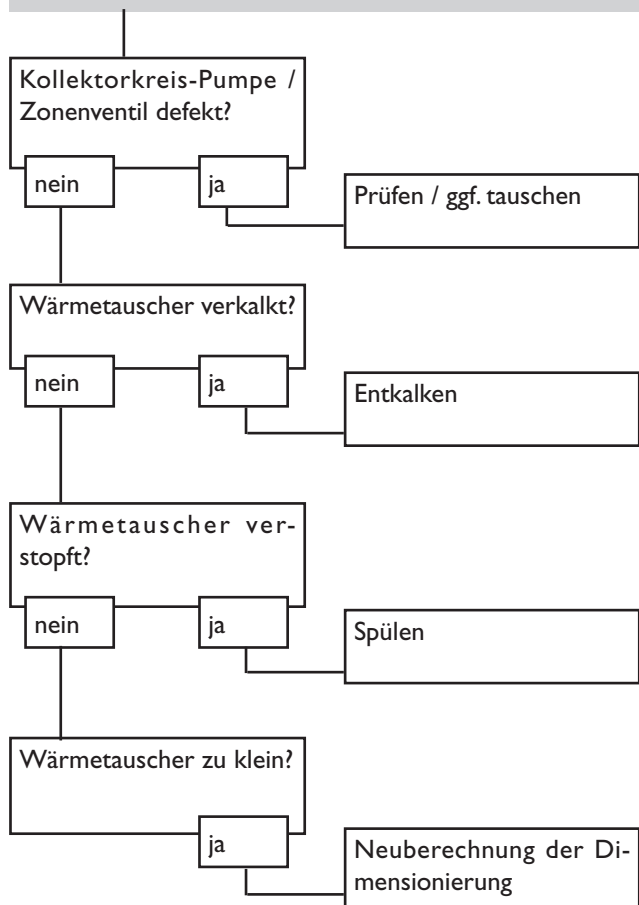 Kollektorkreis-Pumpe /
Zonenventil defekt?
nein
ja
Prüfen / ggf. tauschen
Wärmetauscher verkalkt?
nein
ja
Entkalken
Wärmetauscher ver-
stopft?
nein
ja
Spülen
Wärmetauscher zu klein?
ja
Neuberechnung der Di-
mensionierung